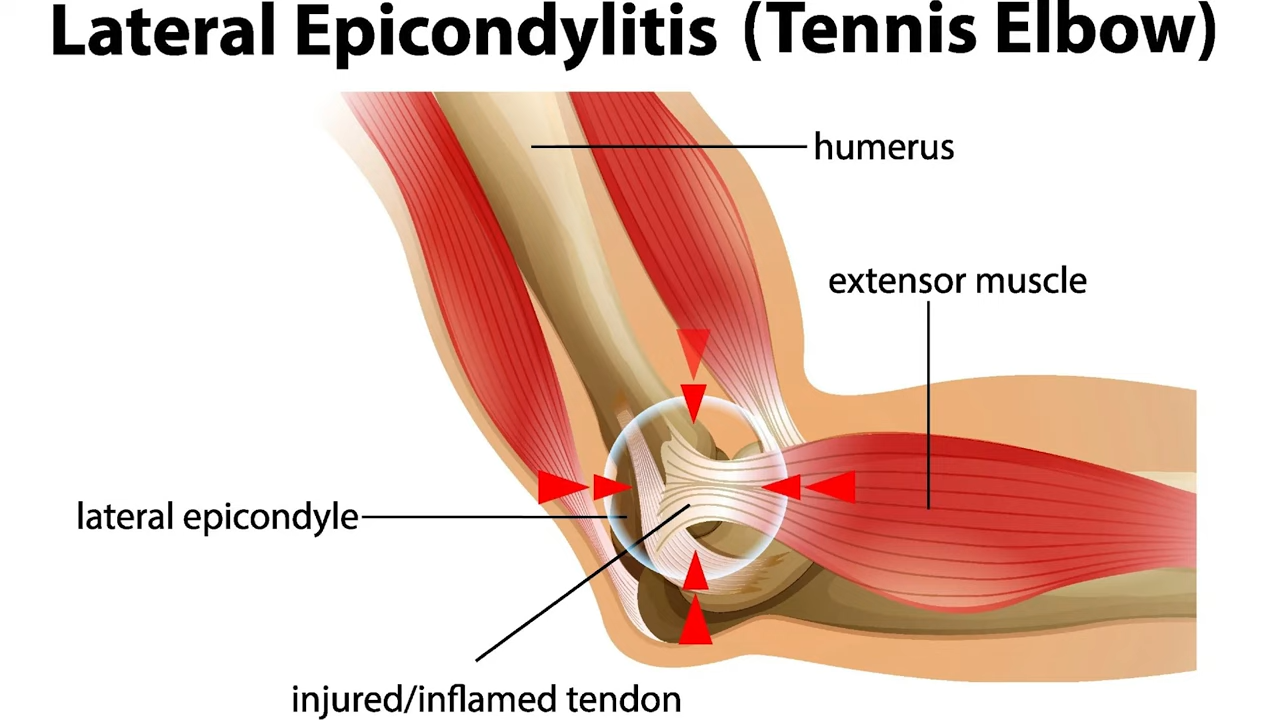 Lateral Epicondylitis (Tennis Elbow)
humerus
extensor muscle
lateral epicondyle
injured/inflamed tendon